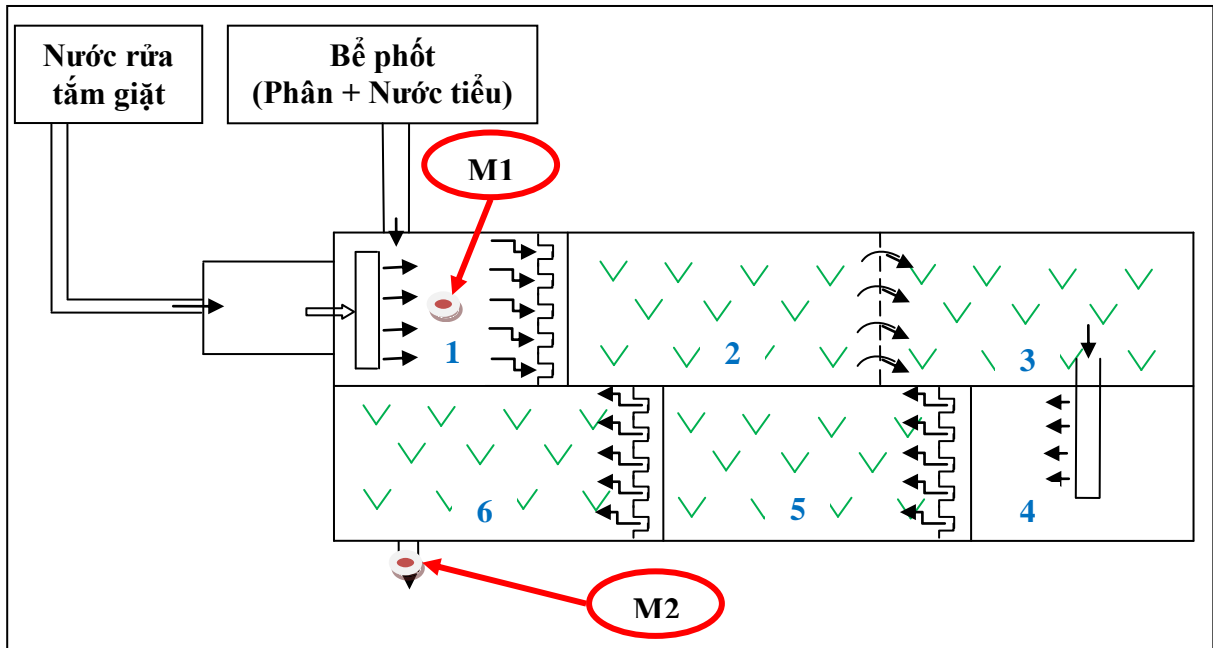 Nước rửa
tắm giặt
Bể phốt
(Phân + Nước tiểu)
M1
1
2
3
6
5
4
M2